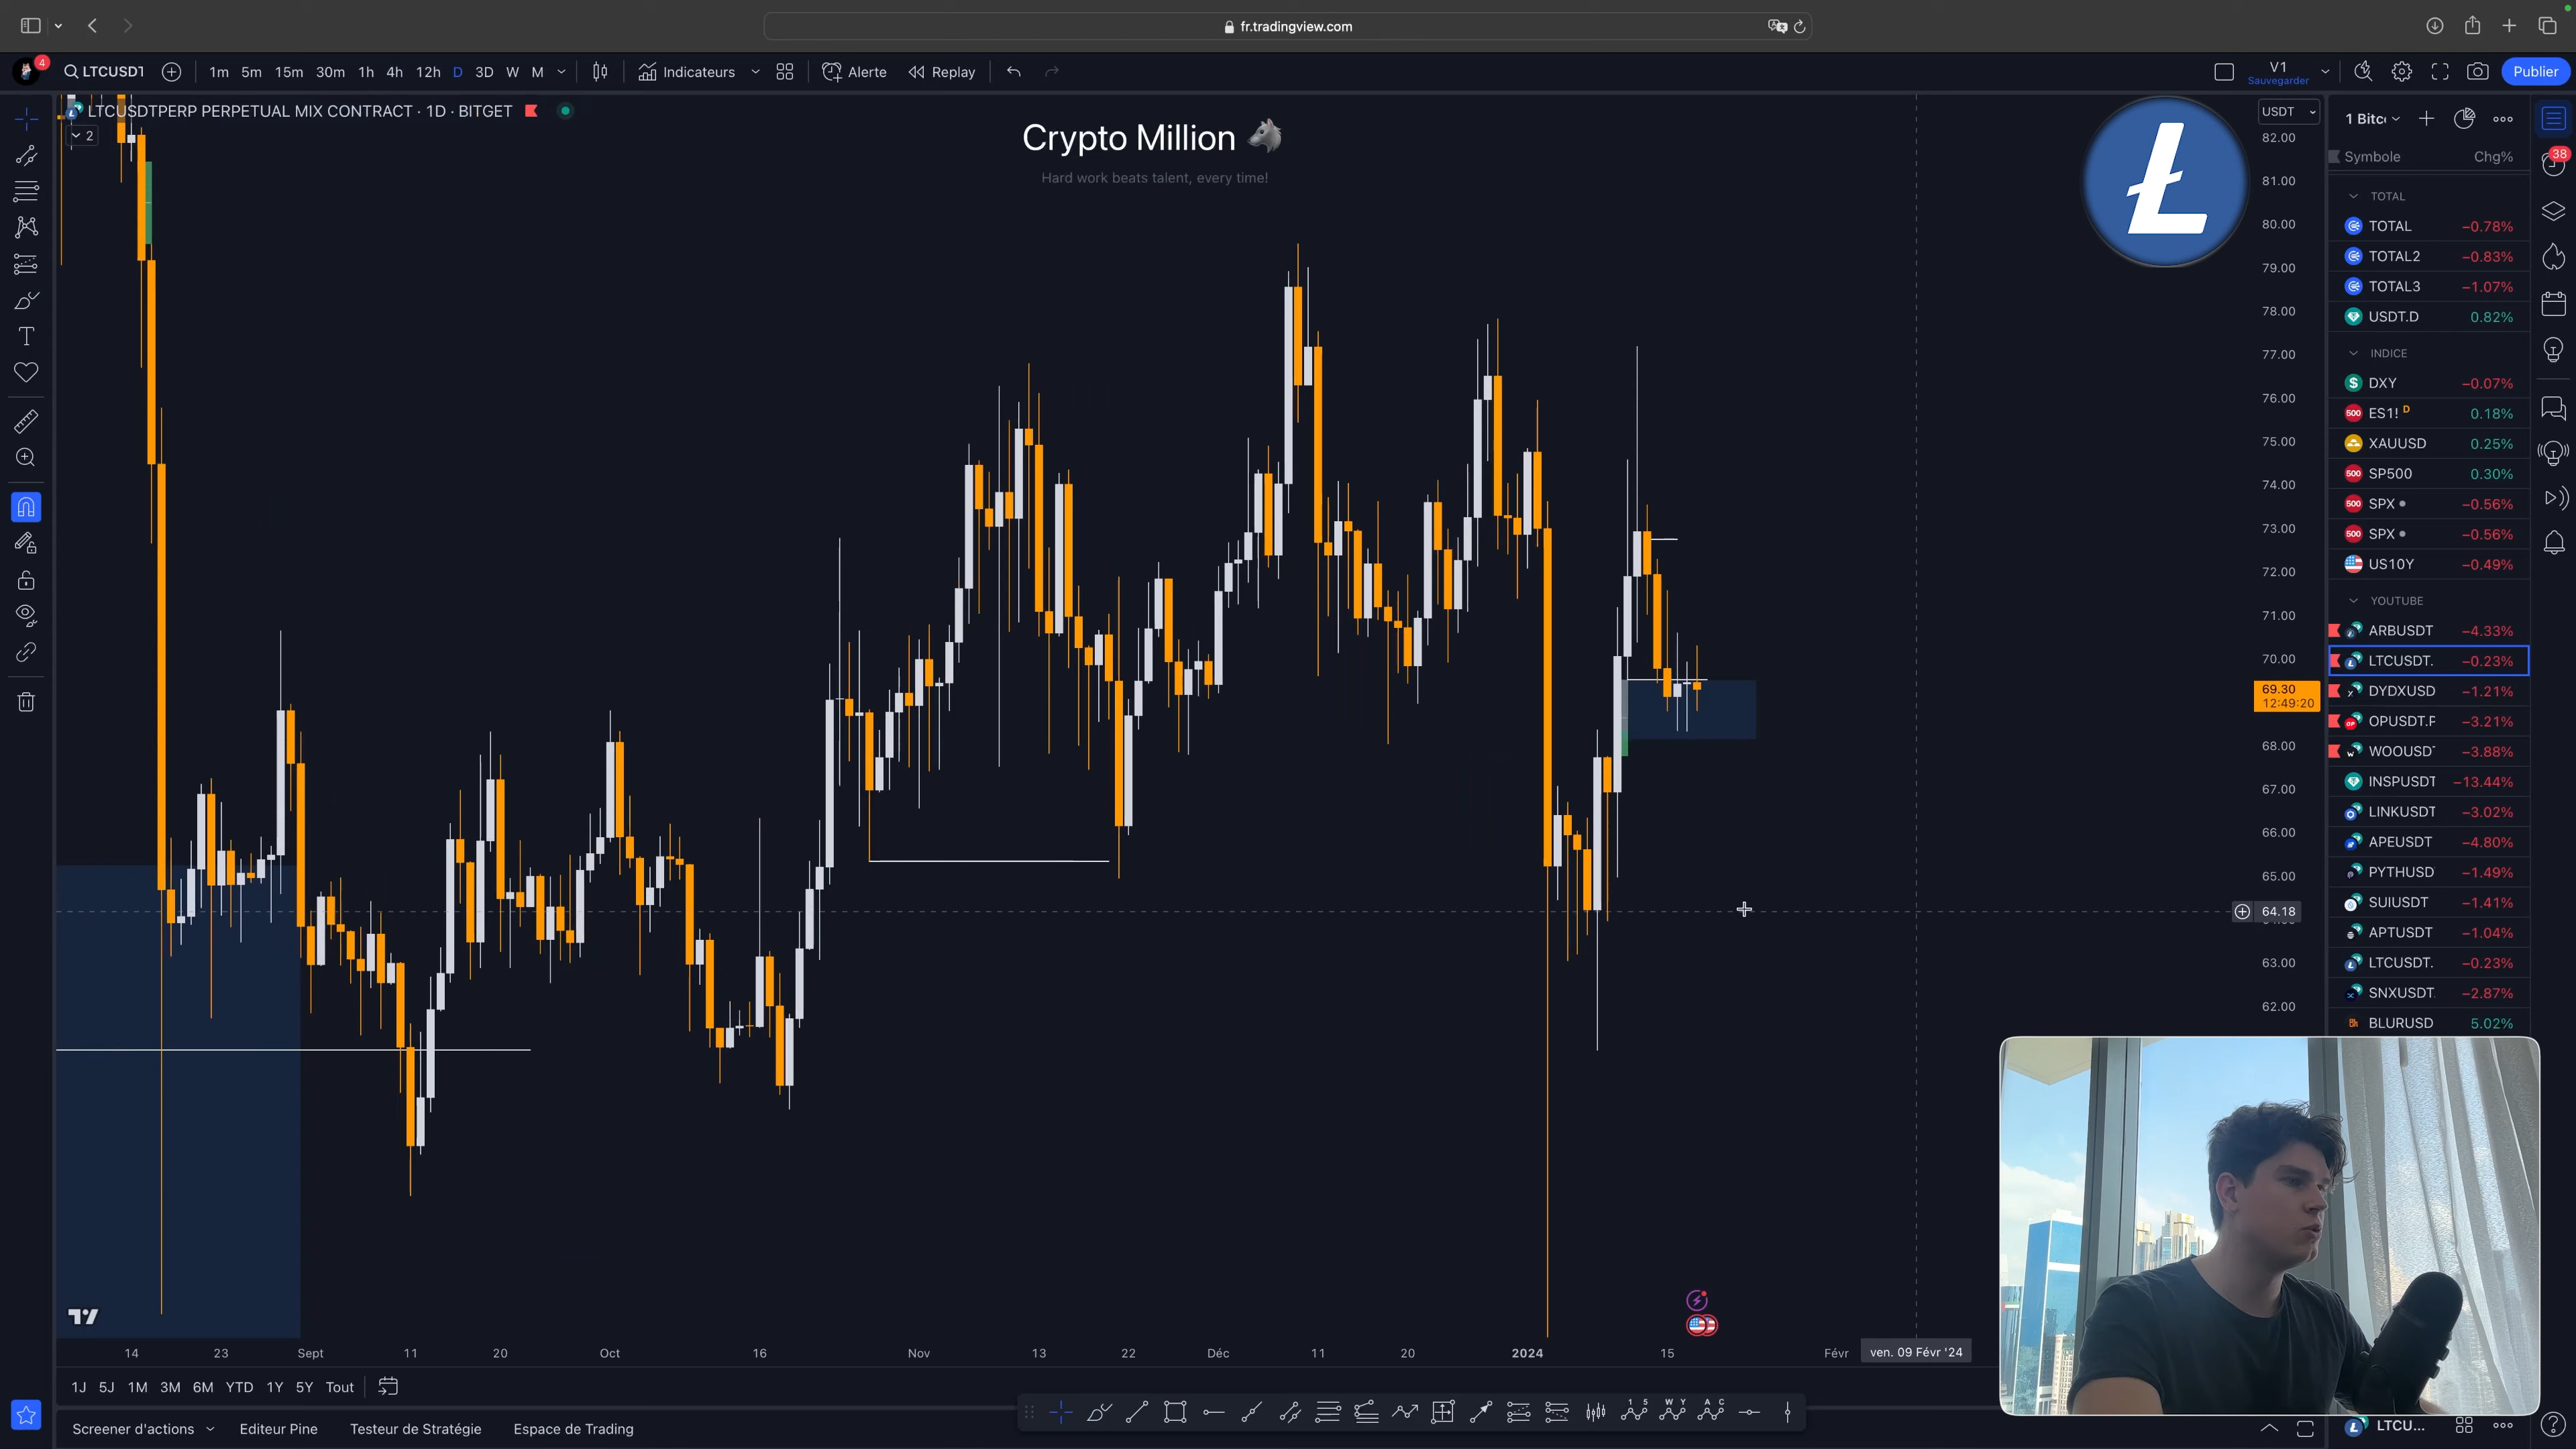 fr.tradingview.com
4
LTCUSDT
1m 5m 15m 30m 1h 4h 12h D 3D W M
Indicateurs
Alerte
Replay
V1
Sauvegarder
Publier
LTCUSDTPERP PERPETUAL MIX CONTRACT · 1D · BITGET
2
Crypto Million
Hard work beats talent, every time!
USDT
82.00
81.00
80.00
79.00
78.00
77.00
76.00
75.00
74.00
73.00
72.00
71.00
70.00
69.30
12:49:20
68.00
67.00
66.00
65.00
64.18
63.00
62.00
1 Bitc
38
Symbole Chg%
TOTAL
TOTAL −0.78%
TOTAL2 −0.83%
TOTAL3 −1.07%
USDT.D 0.82%
INDICE
DXY −0.07%
ES1! D 0.18%
XAUUSD 0.25%
500 SP500 0.30%
500 SPX −0.56%
500 SPX −0.56%
US10Y −0.49%
YOUTUBE
ARBUSDT −4.33%
LTCUSDT. −0.23%
DYDXUSD −1.21%
OPUSDT.P −3.21%
WOOUSD −3.88%
INSPUSDT −13.44%
LINKUSDT −3.02%
APEUSDT −4.80%
PYTHUSD −1.49%
SUIUSDT −1.41%
APTUSDT −1.04%
LTCUSDT. −0.23%
SNXUSDT −2.87%
BLURUSD 5.02%
14 23 Sept 11 20 Oct 16 Nov 13 22 Déc 11 20 2024 15 Févr ven. 09 Févr '24
1J 5J 1M 3M 6M YTD 1Y 5Y Tout
Screener d'actions Editeur Pine Testeur de Stratégie Espace de Trading
LTCU...